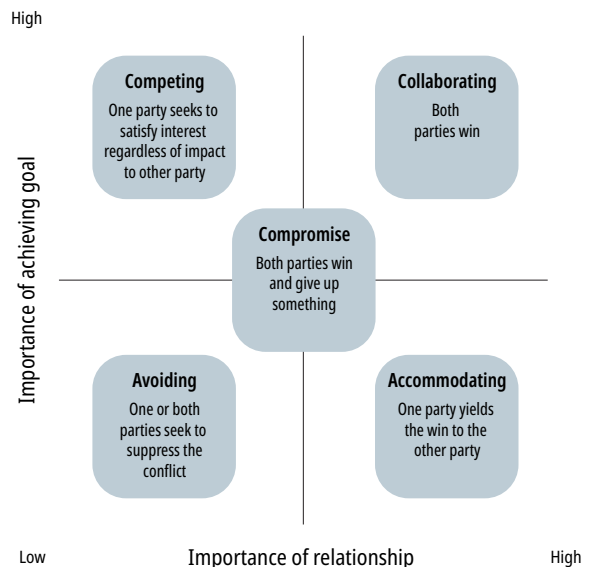 High
Competing
One party seeks to
satisfy interest
regardless of impact
to other party
Collaborating
Both
parties win
Importance of achieving goal
Compromise
Both parties win
and give up
something
Avoiding
One or both
parties seek to
suppress the
conflict
Accommodating
One party yields
the win to the
other party
Low
Importance of relationship
High